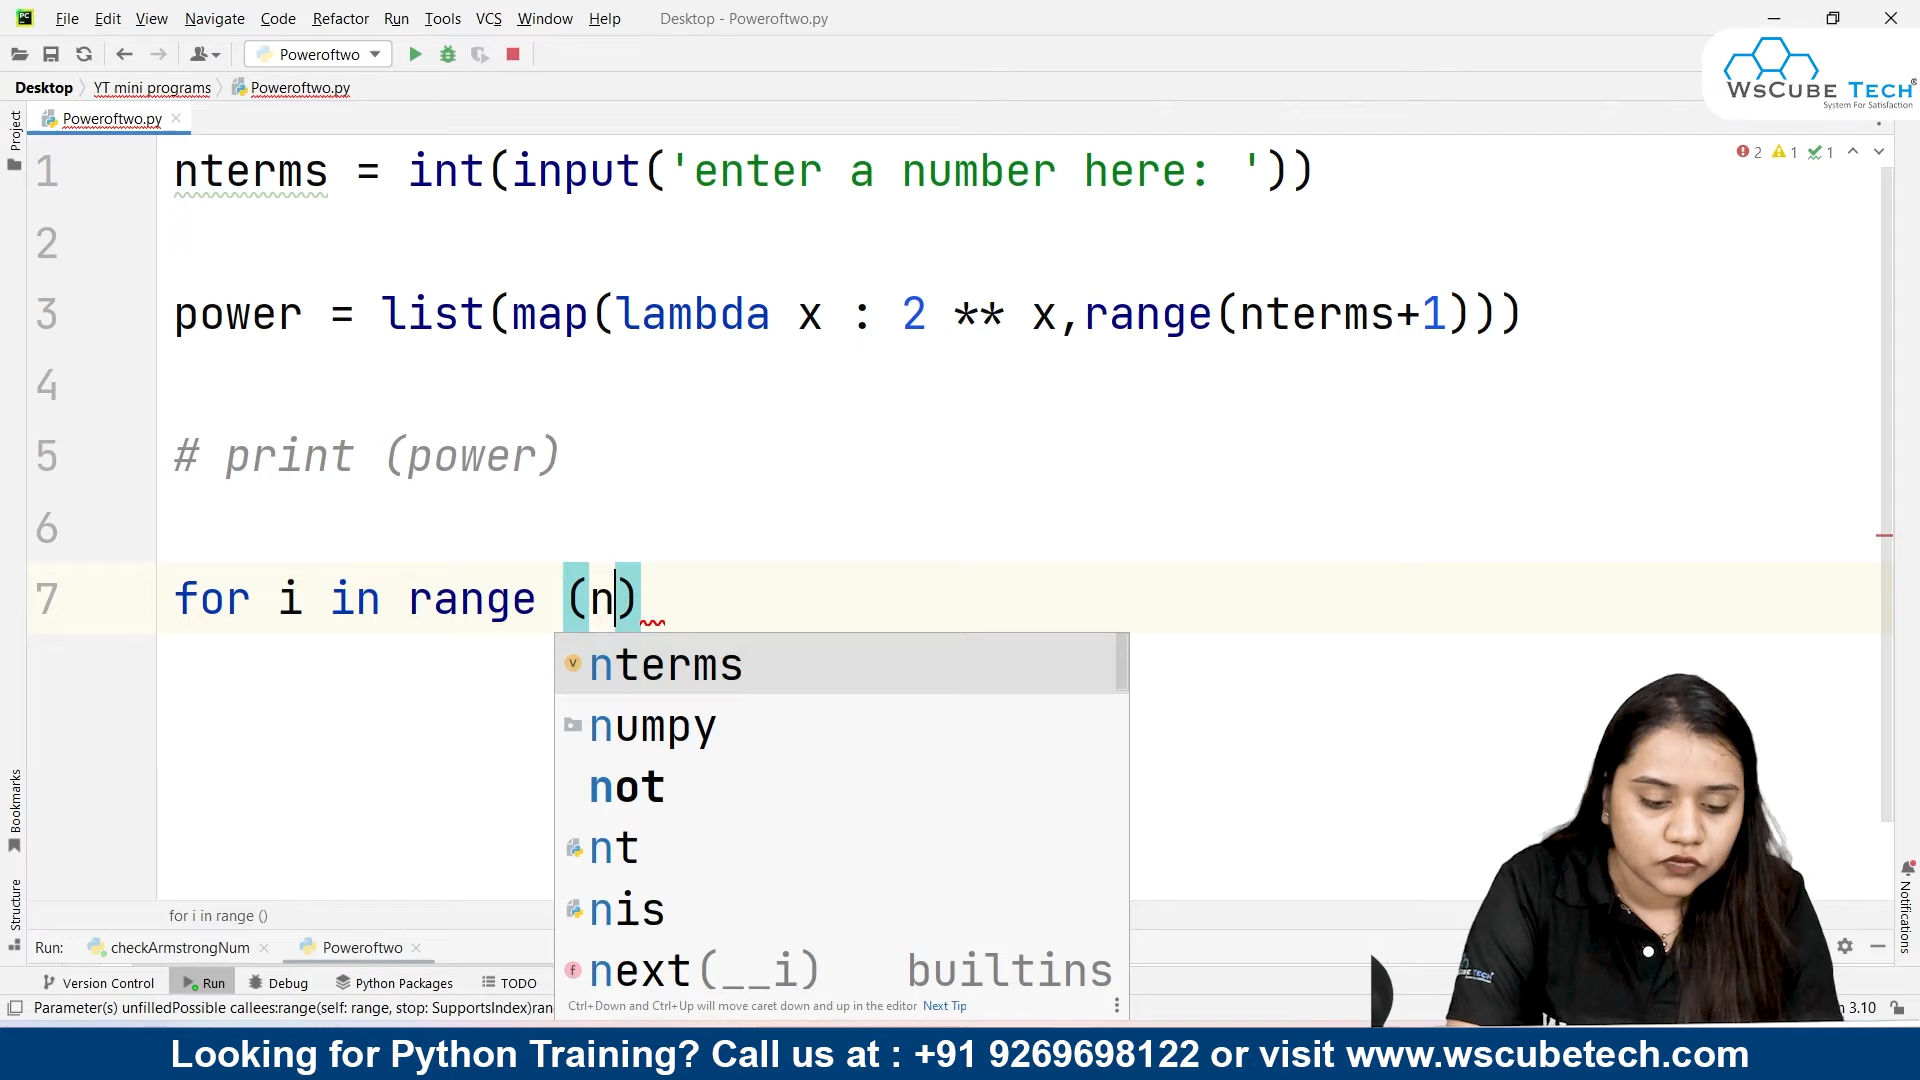 File Edit View Navigate Code Refactor Run Tools VCS Window Help Desktop - Poweroftwo.py
Poweroftwo
Desktop YT mini programs Poweroftwo.py
WsCube Tech®
System For Satisfaction
Project
Poweroftwo.py
2 1 1
1 nterms = int(input('enter a number here: '))
2
3 power = list(map(lambda x : 2 ** x,range(nterms+1)))
4
5 # print (power)
6
7 for i in range (n)
nterms
numpy
not
nt
nis
next(__i) builtins
Ctrl+Down and Ctrl+Up will move caret down and up in the editor Next Tip
Bookmarks
Structure
Notifications
for i in range ()
Run: checkArmstrongNum Poweroftwo
Version Control Run Debug Python Packages TODO
Parameter(s) unfilledPossible callees:range(self: range, stop: SupportsIndex)ran
3.10
Looking for Python Training? Call us at : +91 9269698122 or visit www.wscubetech.com